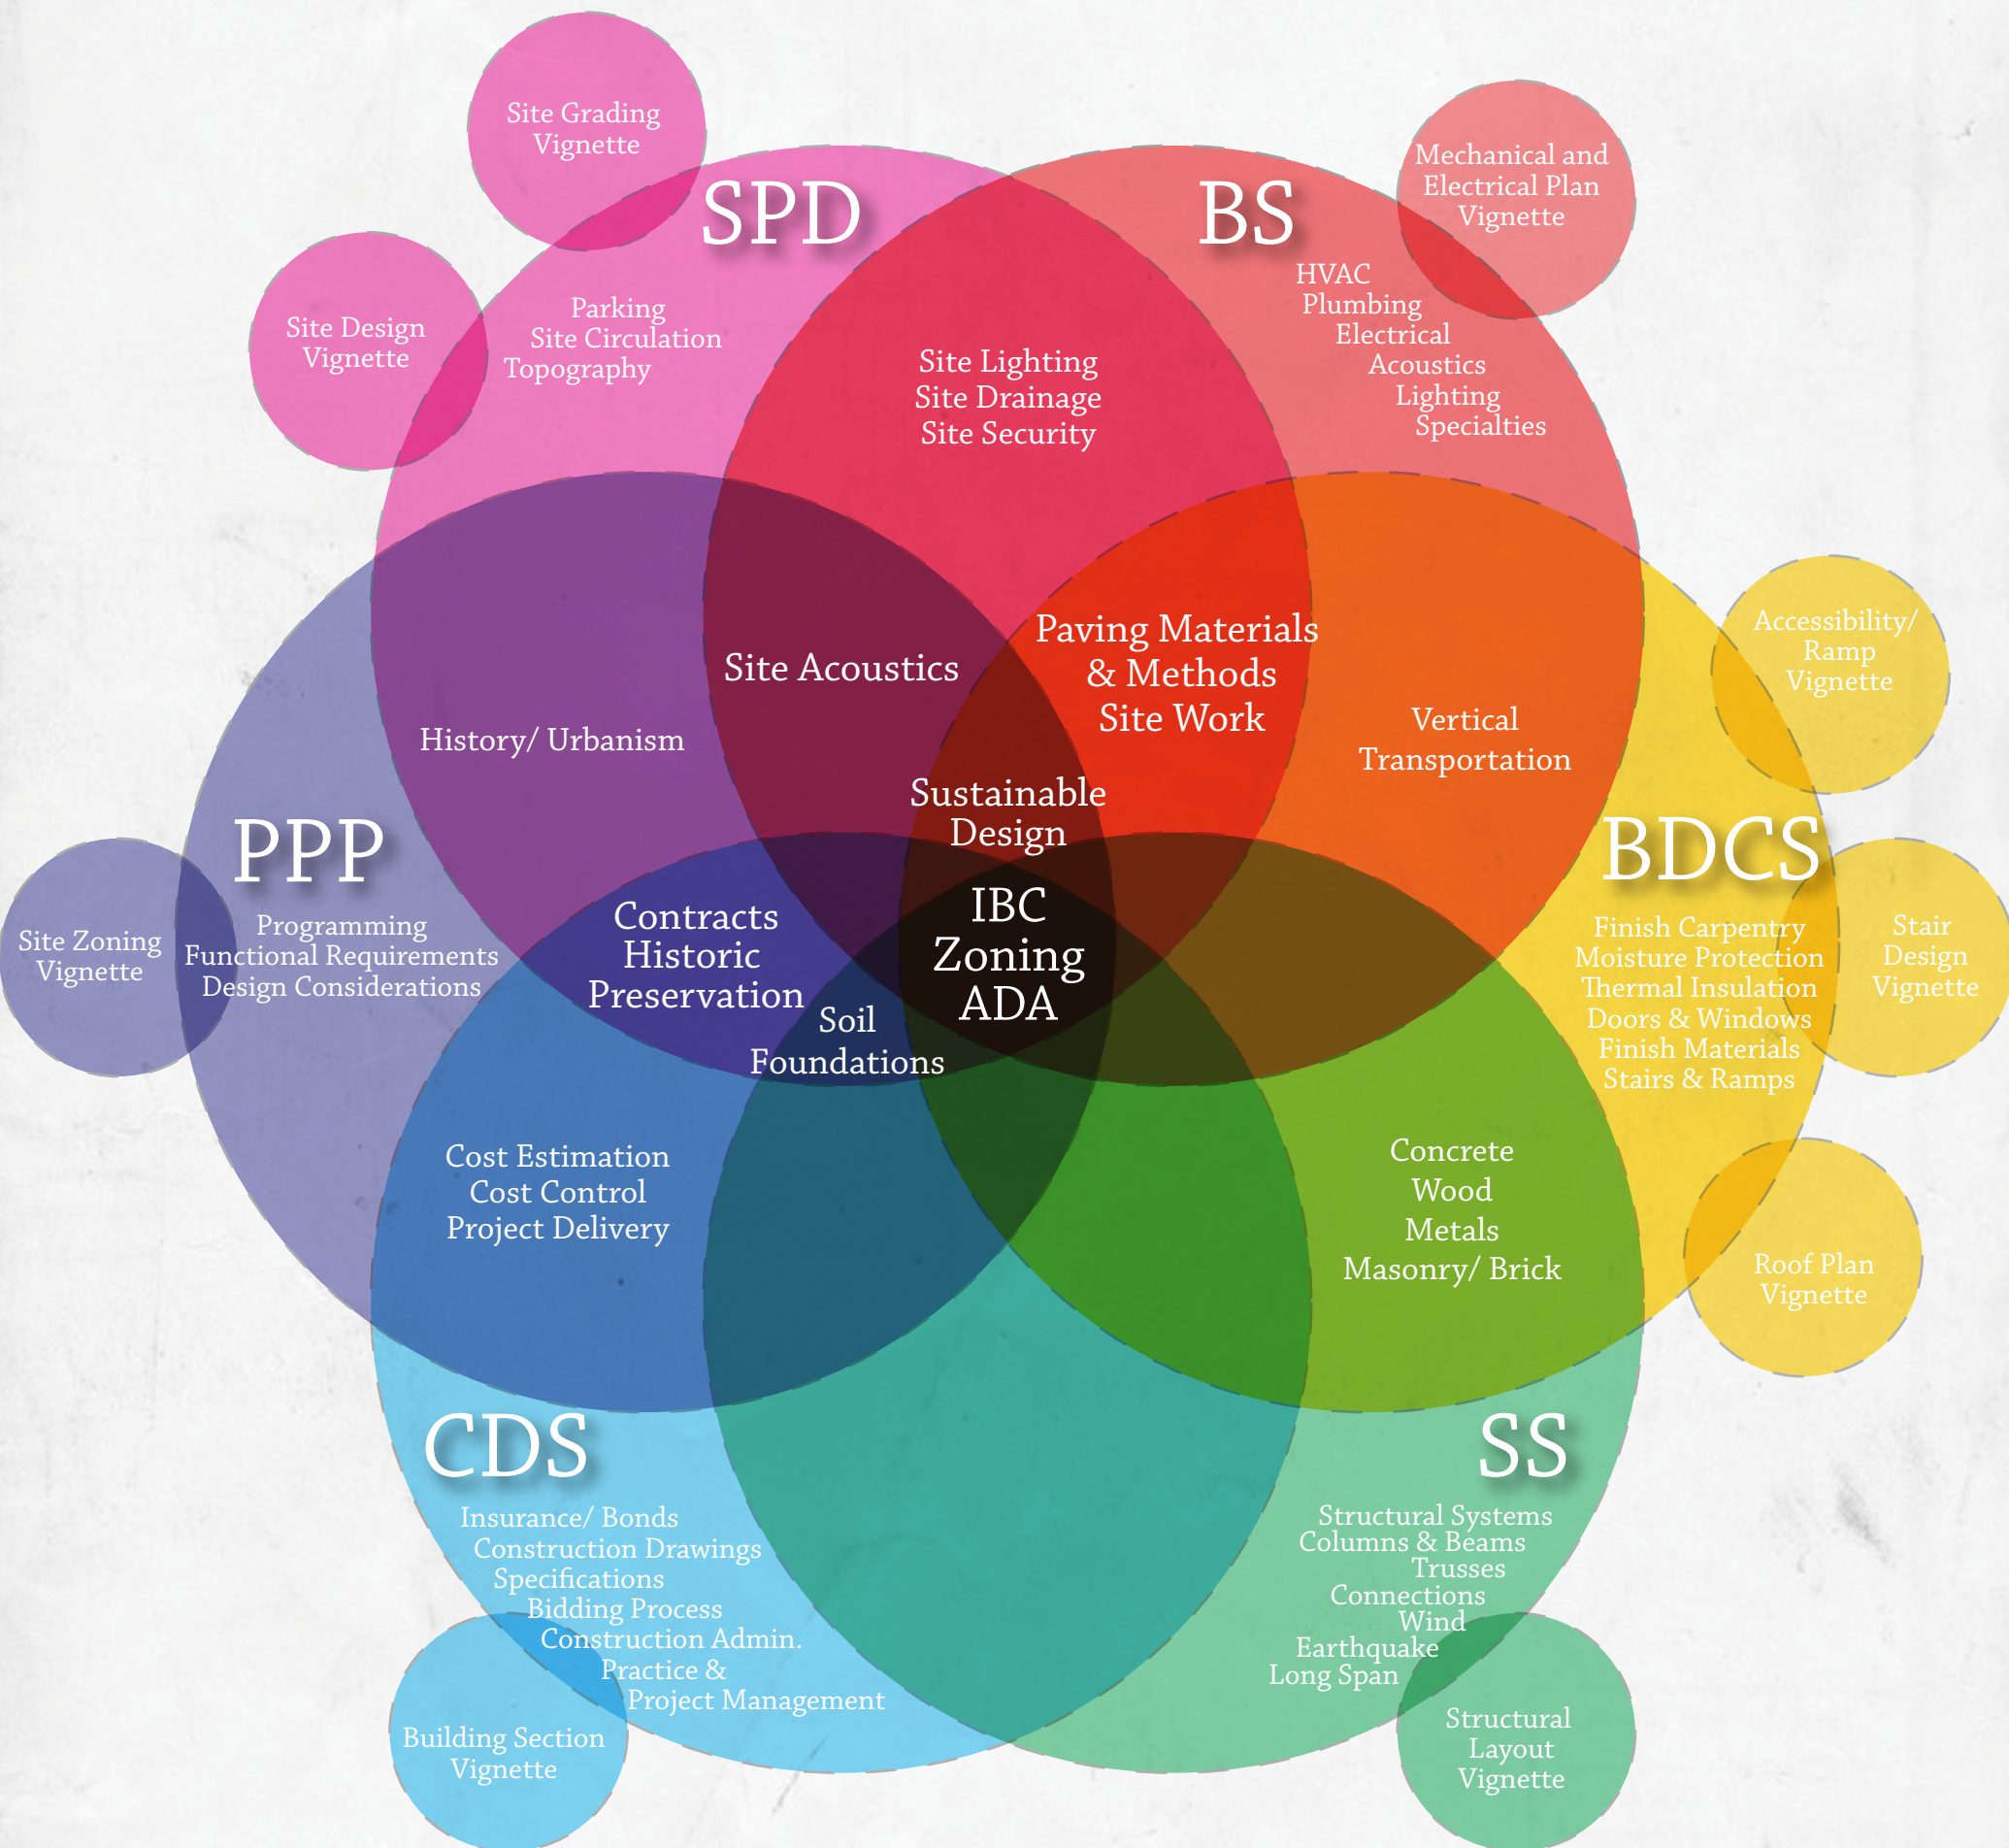 Site Grading
Vignette
Site Design
Vignette
SPD
Parking
Site Circulation
Topography
BS
HVAC
Plumbing
Electrical
Acoustics
Lighting
Specialties
Mechanical and
Electrical Plan
Vignette
Site Lighting
Site Drainage
Site Security
Site Acoustics
Paving Materials
& Methods
Site Work
History/ Urbanism
Vertical
Transportation
Accessibility/
Ramp
Vignette
Sustainable
Design
PPP
Programming
Functional Requirements
Design Considerations
Site Zoning
Vignette
Contracts
Historic
Preservation
IBC
Zoning
ADA
Soil
Foundations
BDCS
Finish Carpentry
Moisture Protection
Thermal Insulation
Doors & Windows
Finish Materials
Stairs & Ramps
Stair
Design
Vignette
Cost Estimation
Cost Control
Project Delivery
Concrete
Wood
Metals
Masonry/ Brick
Roof Plan
Vignette
CDS
Insurance/ Bonds
Construction Drawings
Specifications
Bidding Process
Construction Admin.
Practice &
Project Management
Building Section
Vignette
SS
Structural Systems
Columns & Beams
Trusses
Connections
Wind
Earthquake
Long Span
Structural
Layout
Vignette